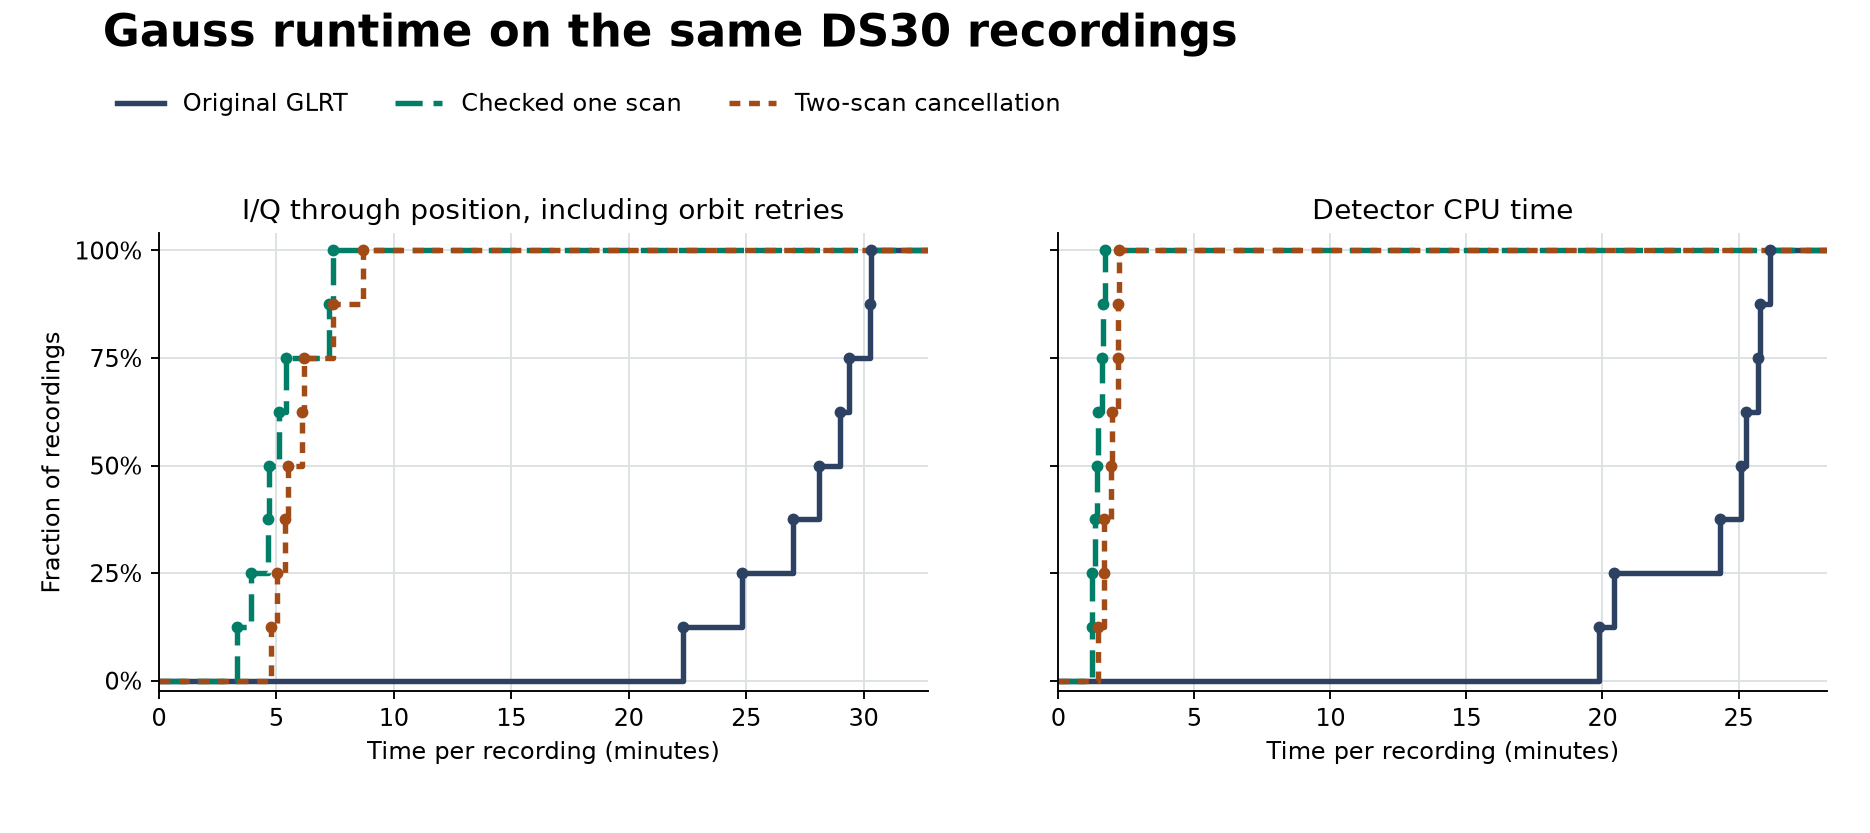 Gauss runtime on the same DS30 recordings
Original GLRT
Checked one scan
Two-scan cancellation
I/Q through position, including orbit retries
Fraction of recordings
100%
75%
50%
25%
0%
0 5 10 15 20 25 30
Time per recording (minutes)
Detector CPU time
0 5 10 15 20 25
Time per recording (minutes)